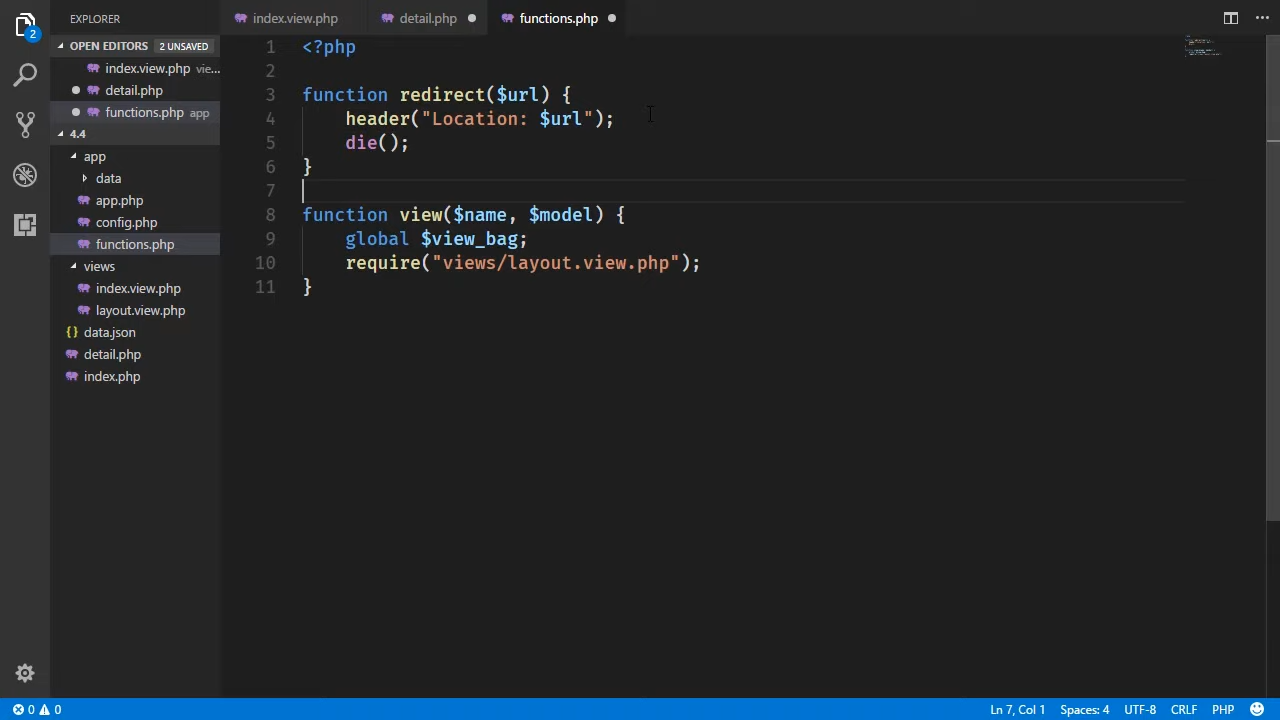 EXPLORER
index.view.php
detail.php
functions.php
OPEN EDITORS 2 UNSAVED
index.view.php vie...
detail.php
functions.php app
4.4
app
data
app.php
config.php
functions.php
views
index.view.php
layout.view.php
{ } data.json
detail.php
index.php
2
1 <?php
2
3 function redirect($url) {
4 header("Location: $url");
5 die();
6 }
7
8 function view($name, $model) {
9 global $view_bag;
10 require("views/layout.view.php");
11 }
0 0
Ln 7, Col 1 Spaces: 4 UTF-8 CRLF PHP